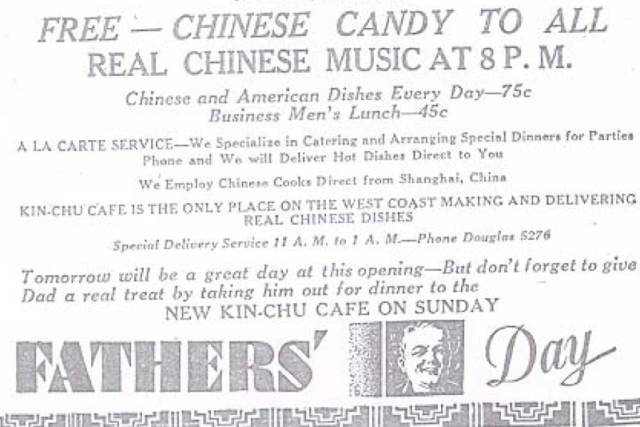 FREE — CHINESE CANDY TO ALL
REAL CHINESE MUSIC AT 8 P. M.
Chinese and American Dishes Every Day—75c
Business Men's Lunch—45c
A LA CARTE SERVICE—We Specialize in Catering and Arranging Special Dinners for Parties
Phone and We will Deliver Hot Dishes Direct to You
We Employ Chinese Cooks Direct from Shanghai, China
KIN-CHU CAFE IS THE ONLY PLACE ON THE WEST COAST MAKING AND DELIVERING
REAL CHINESE DISHES
Special Delivery Service 11 A. M. to 1 A. M.—Phone Douglas 5276
Tomorrow will be a great day at this opening—But don't forget to give
Dad a real treat by taking him out for dinner to the
NEW KIN-CHU CAFE ON SUNDAY
FATHERS' Day